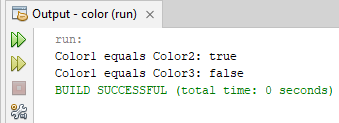 Output - color (run)
run:
Color1 equals Color2: true
Color1 equals Color3: false
BUILD SUCCESSFUL (total time: 0 seconds)